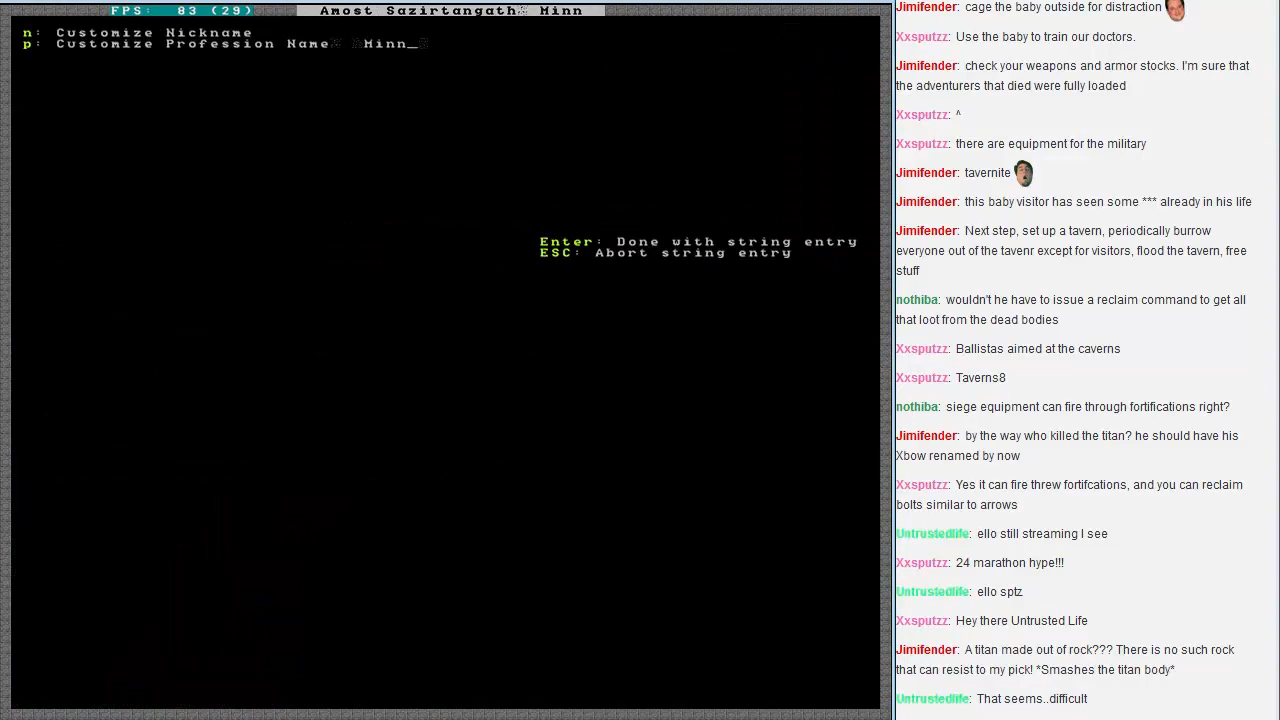 FPS: 83 (29)
Amost Sazirtangath Minn
n: Customize Nickname
p: Customize Profession Name Minn_
Enter: Done with string entry
ESC: Abort string entry
Jimifender: cage the baby outside for distraction
Xxsputzz: Use the baby to train our doctors.
Jimifender: check your weapons and armor stocks. I'm sure that
the adventurers that died were fully loaded
Xxsputzz: ^
Xxsputzz: there are equipment for the military
Jimifender: tavernite
Jimifender: this baby visitor has seen some *** already in his life
Jimifender: Next step, set up a tavern, periodically burrow
everyone out of the tavenr except for visitors, flood the tavern, free
stuff
nothiba: wouldn't he have to issue a reclaim command to get all
that loot from the dead bodies
Xxsputzz: Ballistas aimed at the caverns
Xxsputzz: Taverns8
nothiba: siege equipment can fire through fortifications right?
Jimifender: by the way who killed the titan? he should have his
Xbow renamed by now
Xxsputzz: Yes it can fire threw fortifcations, and you can reclaim
bolts similar to arrows
Untrustedlife: ello still streaming I see
Xxsputzz: 24 marathon hype!!!
Untrustedlife: ello sptz
Xxsputzz: Hey there Untrusted Life
Jimifender: A titan made out of rock??? There is no such rock
that can resist to my pick! *Smashes the titan body*
Untrustedlife: That seems..difficult